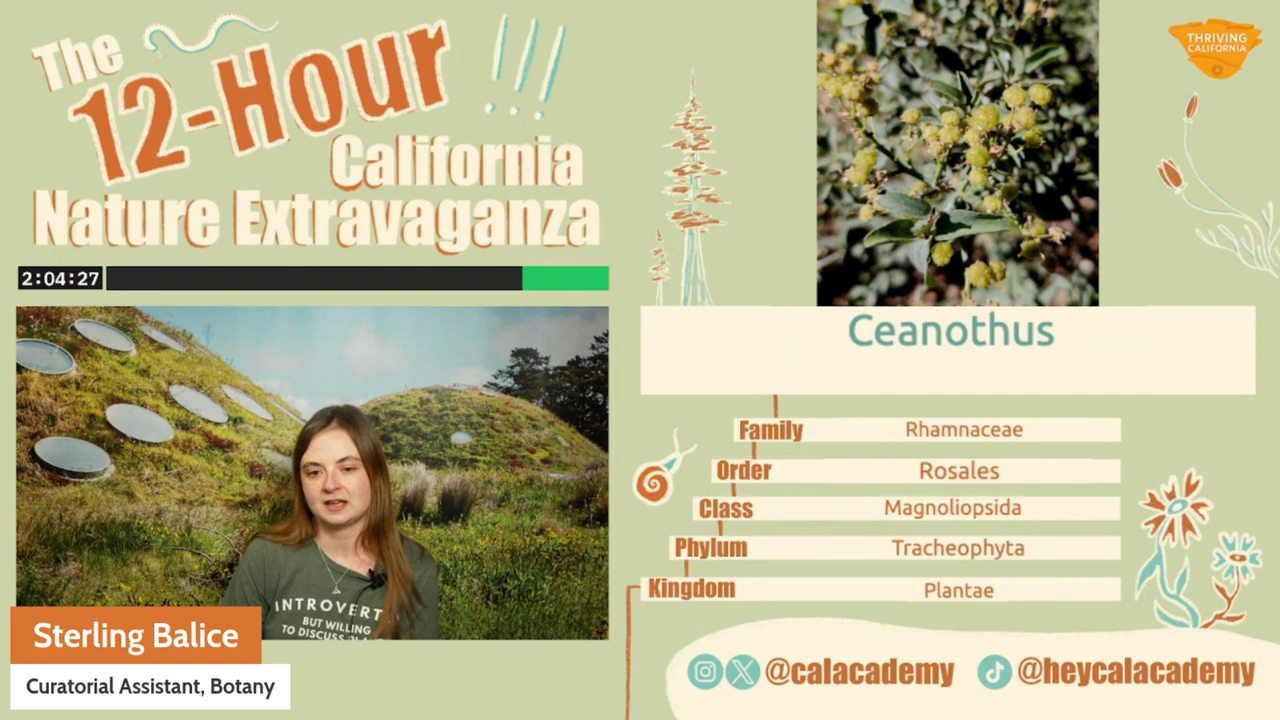 The
12-Hour !!!
California
Nature Extravaganza
THRIVING
CALIFORNIA
2:04:27
Ceanothus
Family Rhamnaceae
Order Rosales
Class Magnoliopsida
Phylum Tracheophyta
Kingdom Plantae
INTROVERT
BUT WILLING
TO DISCUSS
Sterling Balice
Curatorial Assistant, Botany
@calacademy
@heycalacademy